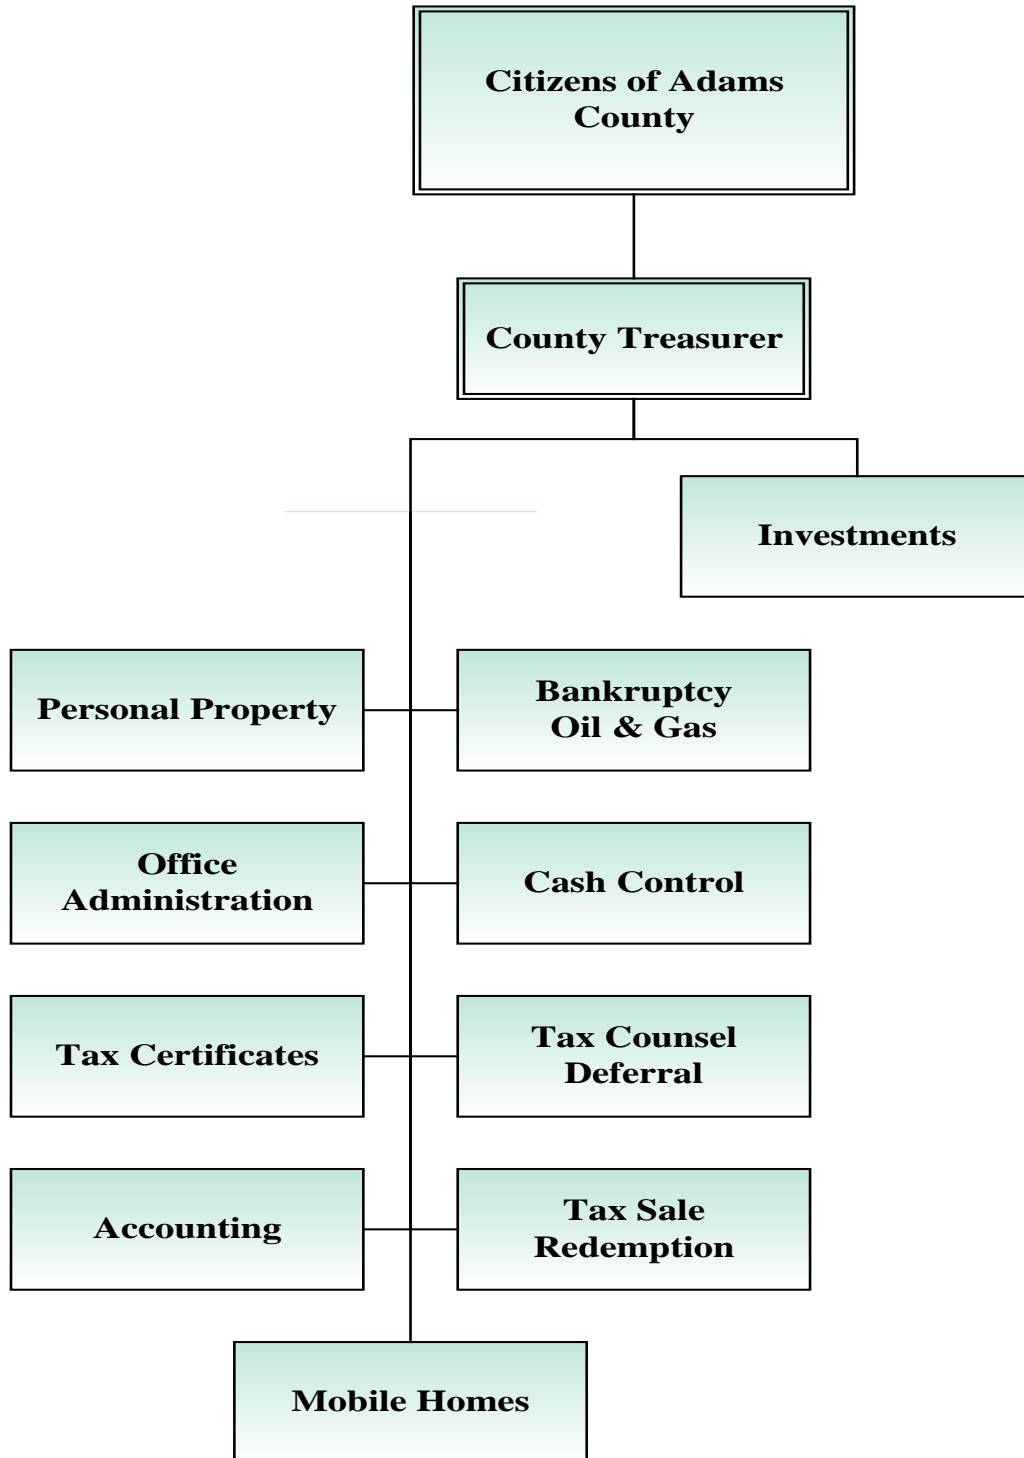 Citizens of Adams
County
County Treasurer
Investments
Personal Property
Bankruptcy
Oil & Gas
Office
Administration
Cash Control
Tax Certificates
Tax Counsel
Deferral
Accounting
Tax Sale
Redemption
Mobile Homes